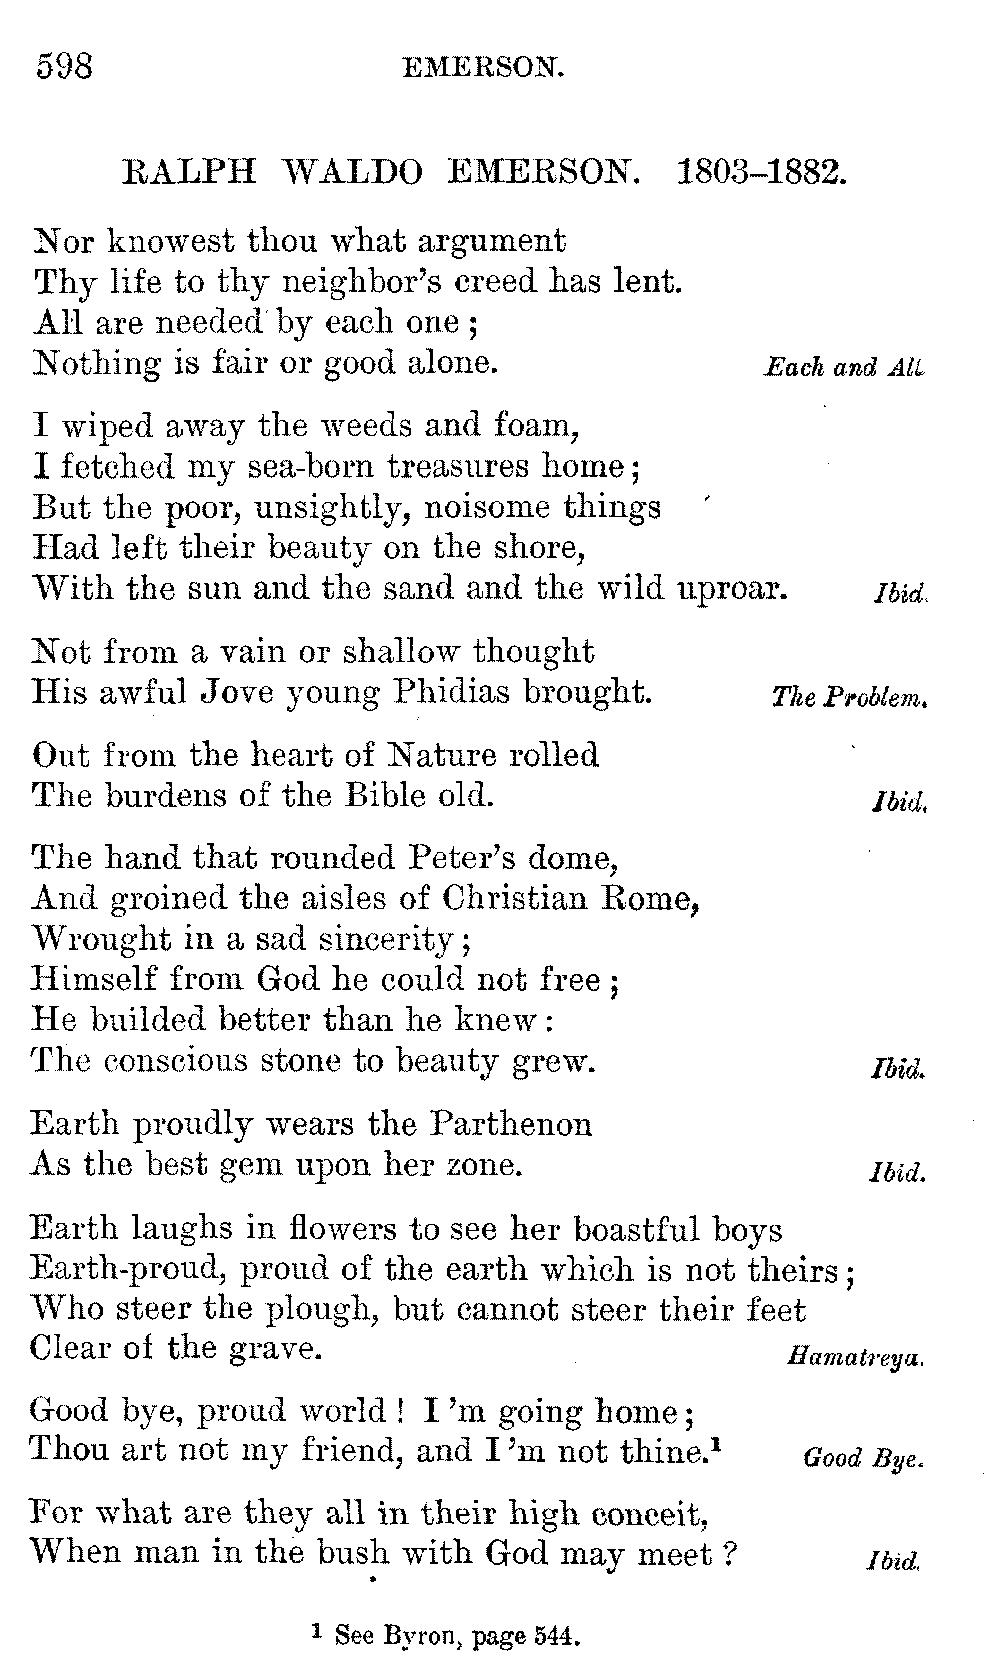 598 EMERSON.
RALPH WALDO EMERSON. 1803–1882.
Nor knowest thou what argument
Thy life to thy neighbor's creed has lent.
All are needed by each one ;
Nothing is fair or good alone. Each and All.
I wiped away the weeds and foam,
I fetched my sea-born treasures home ;
But the poor, unsightly, noisome things
Had left their beauty on the shore,
With the sun and the sand and the wild uproar. Ibid.
Not from a vain or shallow thought
His awful Jove young Phidias brought. The Problem.
Out from the heart of Nature rolled
The burdens of the Bible old. Ibid.
The hand that rounded Peter's dome,
And groined the aisles of Christian Rome,
Wrought in a sad sincerity ;
Himself from God he could not free ;
He builded better than he knew :
The conscious stone to beauty grew. Ibid.
Earth proudly wears the Parthenon
As the best gem upon her zone. Ibid.
Earth laughs in flowers to see her boastful boys
Earth-proud, proud of the earth which is not theirs ;
Who steer the plough, but cannot steer their feet
Clear of the grave. Hamatreya.
Good bye, proud world ! I 'm going home ;
Thou art not my friend, and I 'm not thine.¹ Good Bye.
For what are they all in their high conceit,
When man in the bush with God may meet ? Ibid.
¹ See Byron, page 544.